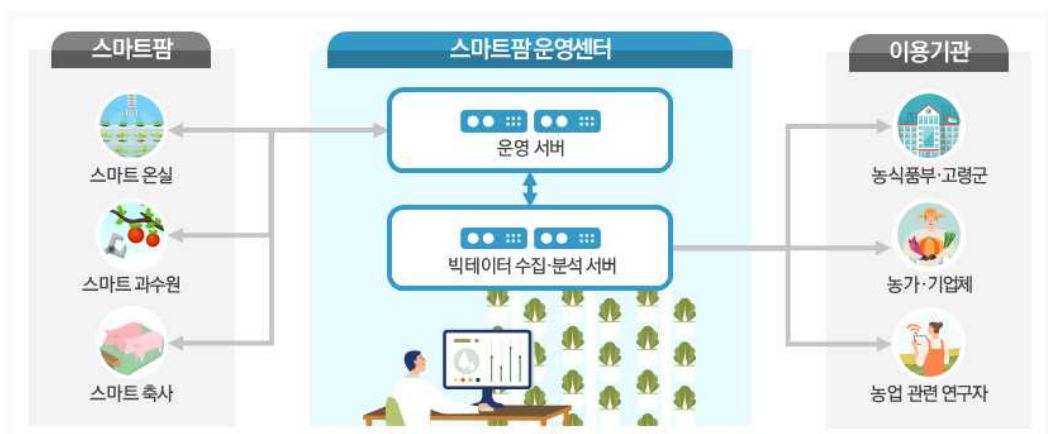 스마트팜
스마트 온실
스마트 과수원
스마트 축사
스마트팜 운영센터
운영 서버
빅테이터 수집·분석 서버
이용기관
농식품부·고령군
농가·기업체
농업 관련 연구자